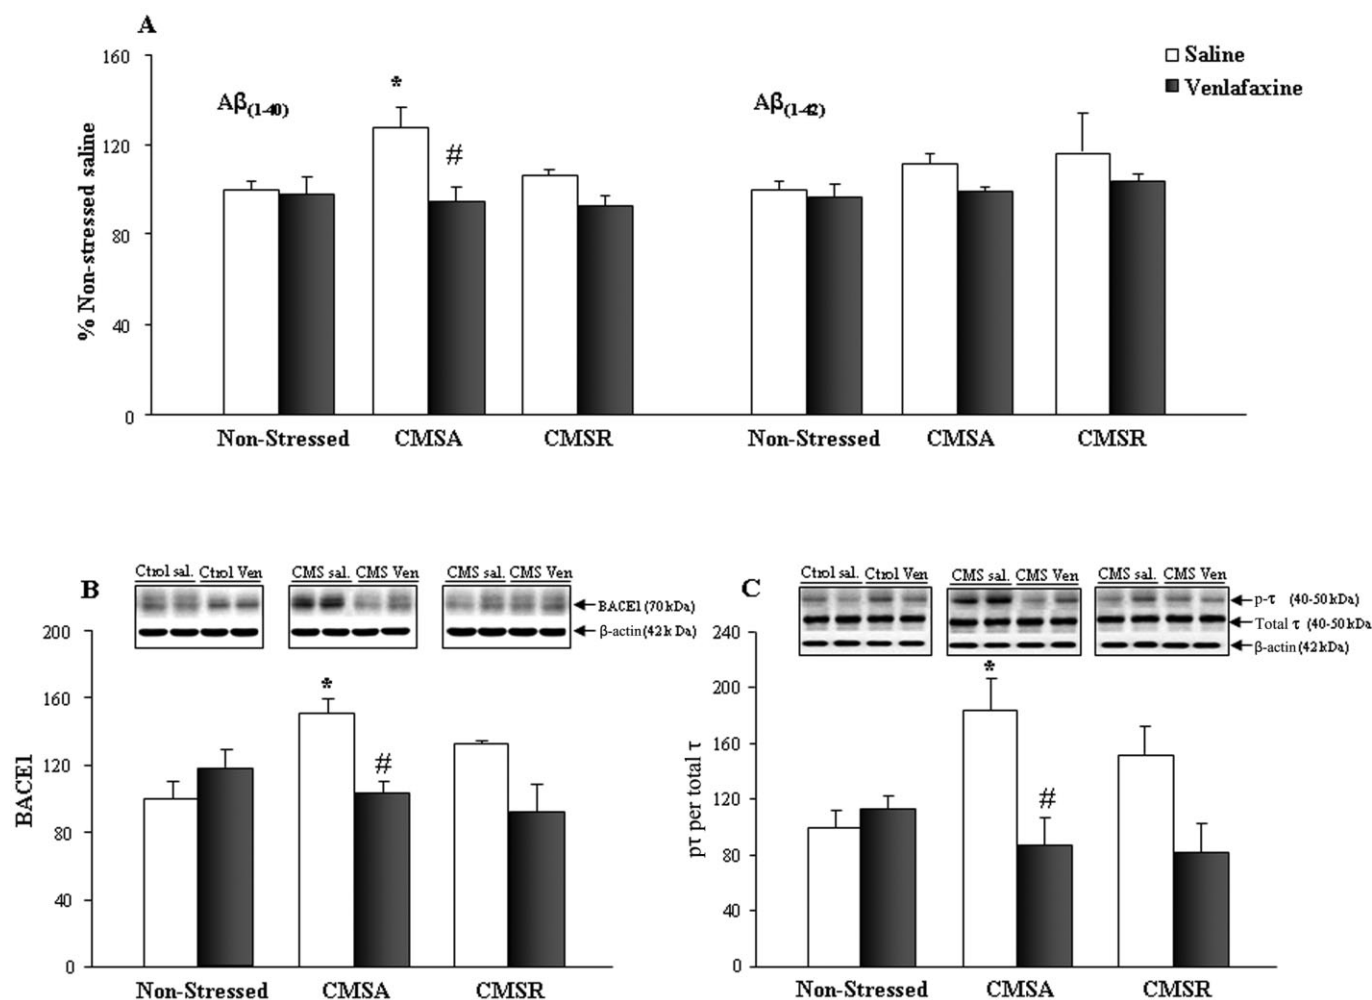 A
160
120
80
40
0
% Non-stressed saline
Aβ(1-40)
*
#
Aβ(1-42)
Saline
Venlafaxine
Non-Stressed CMSA CMSR Non-Stressed CMSA CMSR
B
Ctrol sal. Ctrol Ven CMS sal. CMS Ven CMS sal. CMS Ven
BACE1 (70 kDa)
β-actin (42 k Da)
200
160
120
80
40
0
BACE1
*
#
Non-Stressed CMSA CMSR
C
Ctrol sal. Ctrol Ven CMS sal. CMS Ven CMS sal. CMS Ven
p-τ (40-50 kDa)
Total τ (40-50 kDa
β-actin (42 kDa)
240
200
160
120
80
40
0
pτ per total τ
*
#
Non-Stressed CMSA CMSR